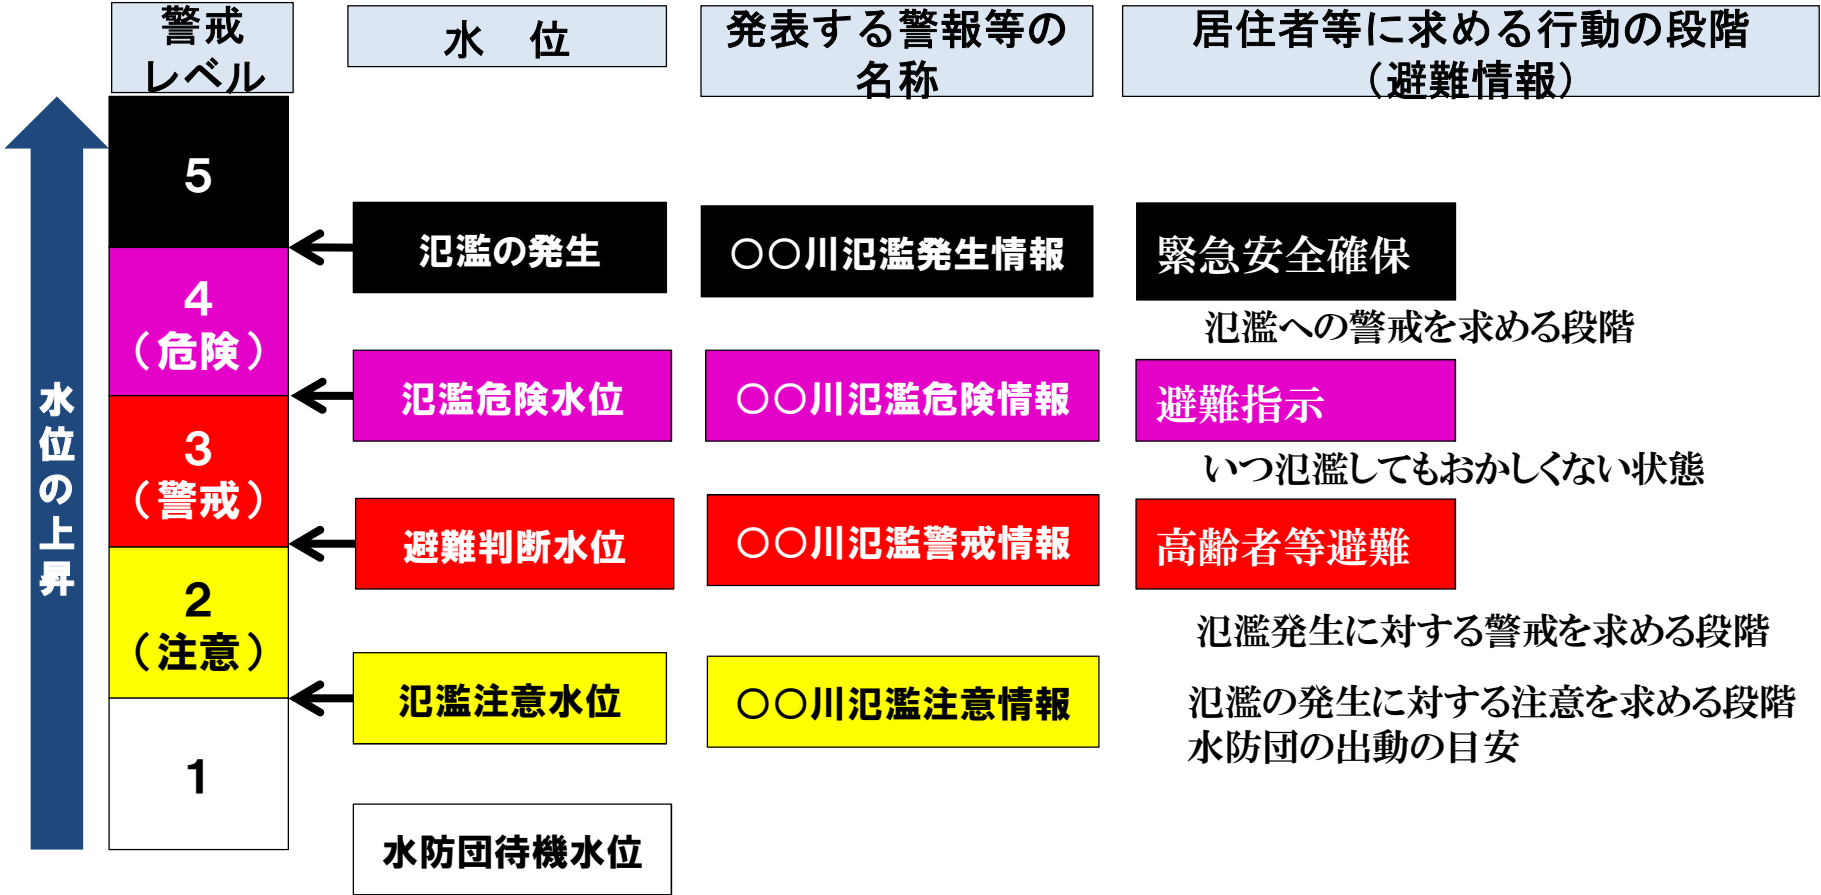 警戒
レベル
水　位
発表する警報等の
名称
居住者等に求める行動の段階
（避難情報）
水位の上昇
5
氾濫の発生
〇〇川氾濫発生情報
緊急安全確保
氾濫への警戒を求める段階
4
（危険）
氾濫危険水位
〇〇川氾濫危険情報
避難指示
いつ氾濫してもおかしくない状態
3
（警戒）
避難判断水位
〇〇川氾濫警戒情報
高齢者等避難
氾濫発生に対する警戒を求める段階
2
（注意）
氾濫注意水位
〇〇川氾濫注意情報
氾濫の発生に対する注意を求める段階
水防団の出動の目安
1
水防団待機水位